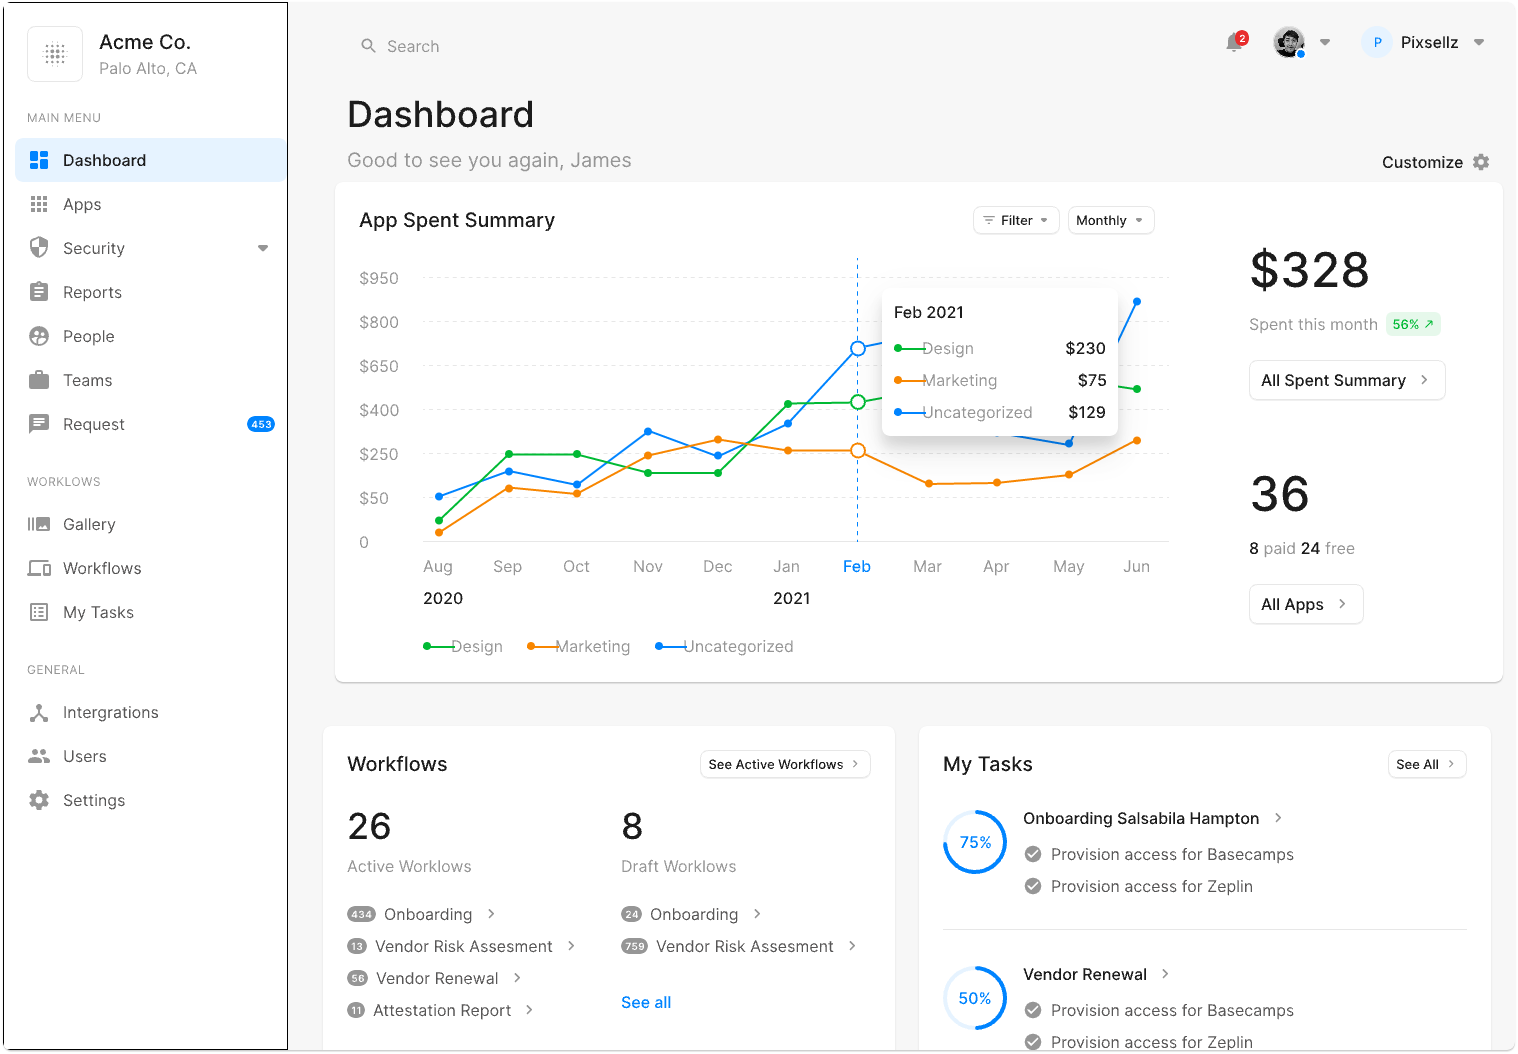 Acme Co.
Palo Alto, CA
MAIN MENU
Dashboard
Apps
Security
Reports
People
Teams
Request 453
WORKLOWS
Gallery
Workflows
My Tasks
GENERAL
Intergrations
Users
Settings
Search
2
P Pixsellz
Dashboard
Good to see you again, James
Customize
App Spent Summary
Filter
Monthly
$950
$800
$650
$400
$250
$50
0
Feb 2021
Design $230
Marketing $75
Uncategorized $129
Aug Sep Oct Nov Dec Jan Feb Mar Apr May Jun
2020 2021
Design Marketing Uncategorized
$328
Spent this month 56%
All Spent Summary
36
8 paid 24 free
All Apps
Workflows
See Active Workflows
26
Active Worklows
434 Onboarding
13 Vendor Risk Assesment
56 Vendor Renewal
11 Attestation Report
8
Draft Worklows
24 Onboarding
759 Vendor Risk Assesment
See all
My Tasks
See All
75%
Onboarding Salsabila Hampton
Provision access for Basecamps
Provision access for Zeplin
50%
Vendor Renewal
Provision access for Basecamps
Provision access for Zeplin